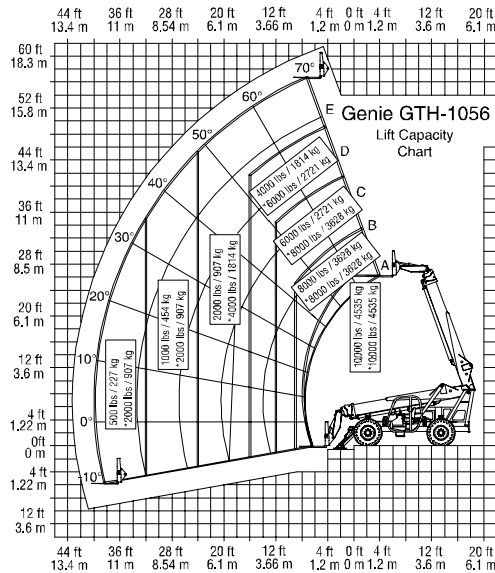 44 ft 36 ft 28 ft 20 ft 12 ft 4 ft 0 ft 4 ft 12 ft 20 ft
13.4 m 11 m 8.54 m 6.1 m 3.66 m 1.2 m 0 m 1.2 m 3.6 m 6.1 m
60 ft
18.3 m
52 ft
15.8 m
44 ft
13.4 m
36 ft
11 m
28 ft
8.5 m
20 ft
6.1 m
12 ft
3.6 m
4 ft
1.22 m
0ft
0 m
4 ft
1.22 m
12 ft
3.6 m
Genie GTH-1056
Lift Capacity
Chart
70°
60°
50°
40°
30°
20°
10°
0°
-10°
E
D
C
B
A
4000 lbs / 1814 kg
*6000 lbs / 2721 kg
6000 lbs / 2721 kg
*8000 lbs / 3628 kg
8000 lbs / 3628 kg
*8000 lbs / 3628 kg
10000 lbs / 4535 kg
*10000 lbs / 4535 kg
2000 lbs / 907 kg
*4000 lbs / 1814 kg
1000 lbs / 454 kg
*2000 lbs / 907 kg
500 lbs / 227 kg
*2000 lbs / 907 kg
44 ft 36 ft 28 ft 20 ft 12 ft 4 ft 0 ft 4 ft 12 ft 20 ft
13.4 m 11 m 8.54 m 6.1 m 3.66 m 1.2 m 0 m 1.2 m 3.6 m 6.1 m